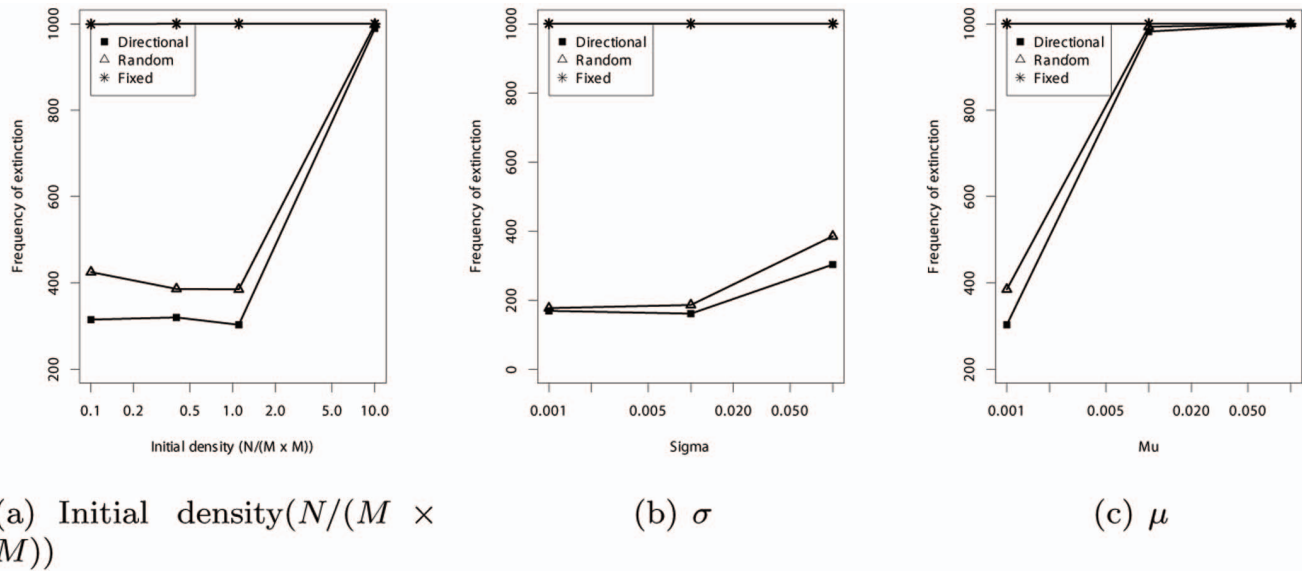 1000
800
600
400
200
Frequency of extinction
Directional
Random
Fixed
0.1 0.2 0.5 1.0 2.0 5.0 10.0
Initial density (N/(M x M))
1000
800
600
400
200
0
Frequency of extinction
Directional
Random
Fixed
0.001 0.005 0.020 0.050
Sigma
1000
800
600
400
200
Frequency of extinction
Directional
Random
Fixed
0.001 0.005 0.020 0.050
Mu
(a) Initial density(N/(M ×
M))
(b) σ
(c) μ